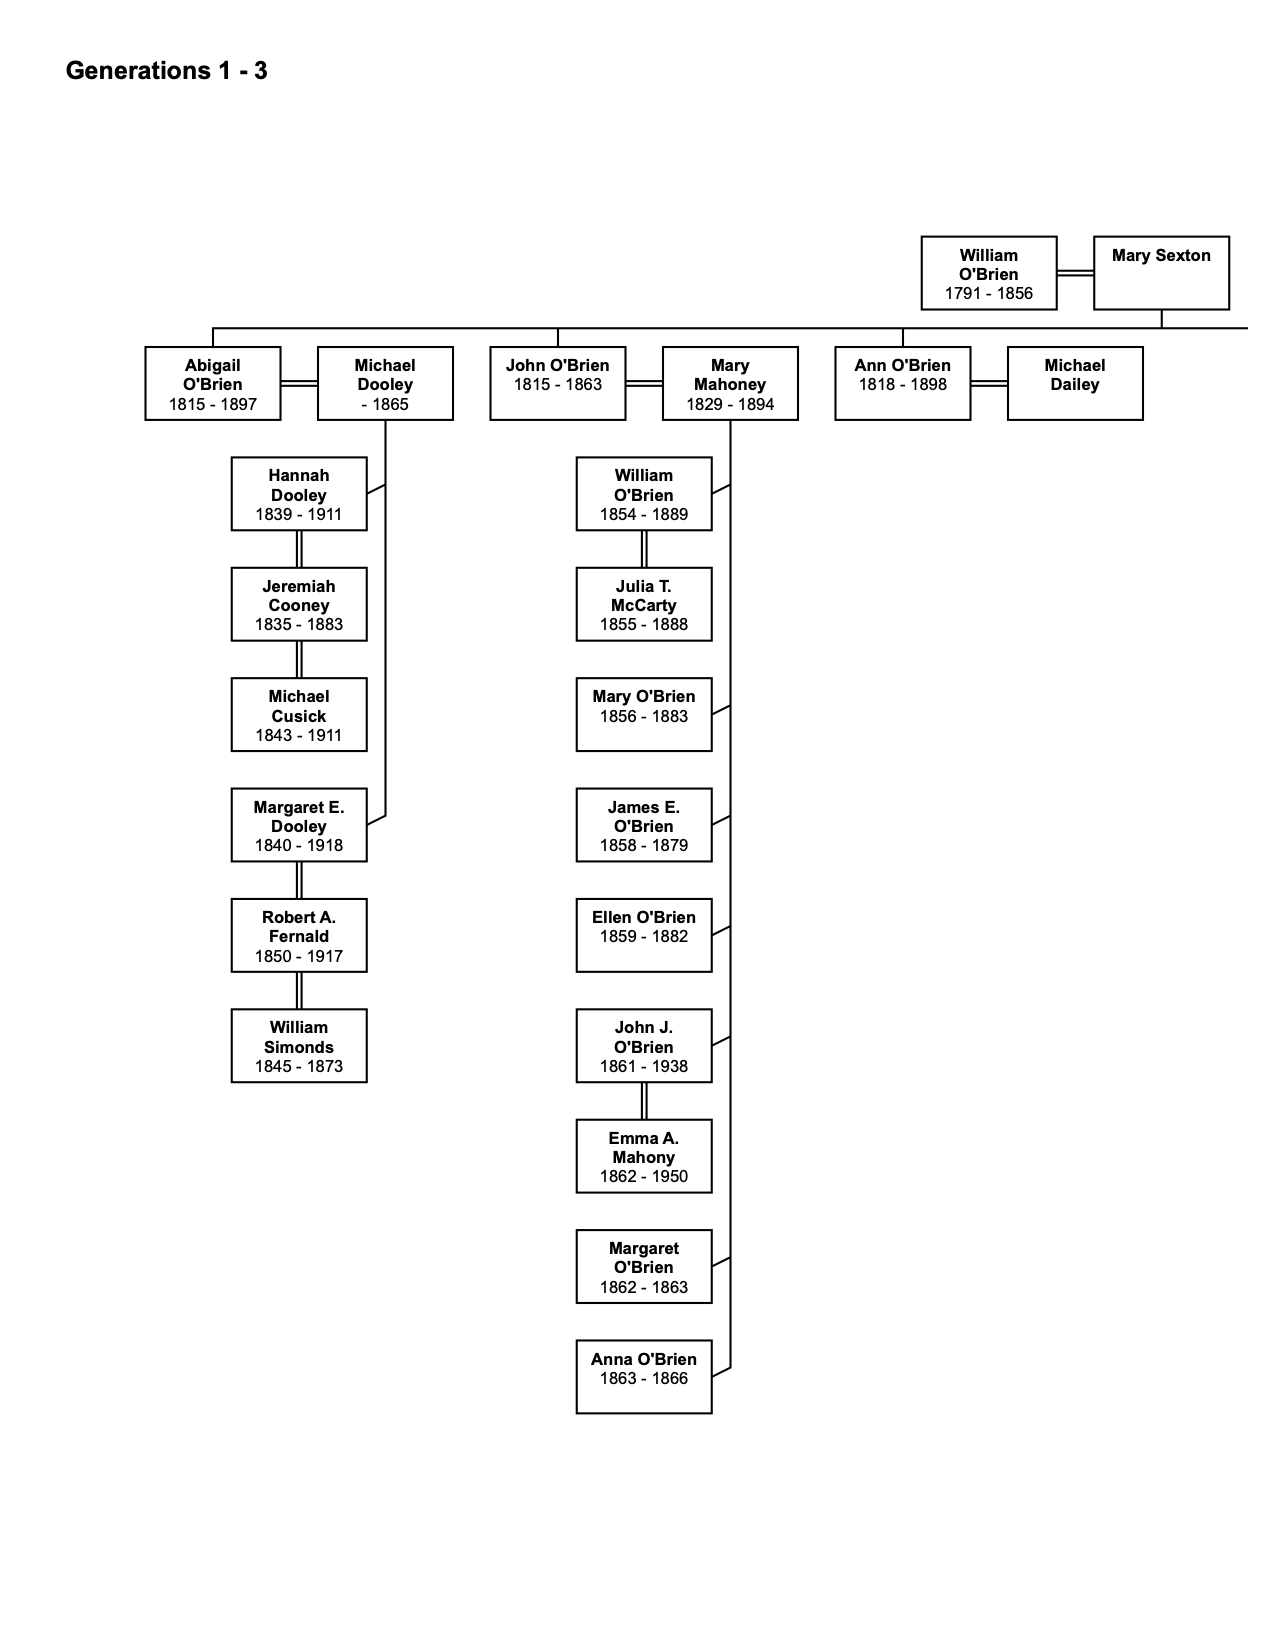 Generations 1 - 3
William
O'Brien
1791 - 1856
Mary Sexton
Abigail
O'Brien
1815 - 1897
Michael
Dooley
- 1865
John O'Brien
1815 - 1863
Mary
Mahoney
1829 - 1894
Ann O'Brien
1818 - 1898
Michael
Dailey
Hannah
Dooley
1839 - 1911
Jeremiah
Cooney
1835 - 1883
Michael
Cusick
1843 - 1911
Margaret E.
Dooley
1840 - 1918
Robert A.
Fernald
1850 - 1917
William
Simonds
1845 - 1873
William
O'Brien
1854 - 1889
Julia T.
McCarty
1855 - 1888
Mary O'Brien
1856 - 1883
James E.
O'Brien
1858 - 1879
Ellen O'Brien
1859 - 1882
John J.
O'Brien
1861 - 1938
Emma A.
Mahony
1862 - 1950
Margaret
O'Brien
1862 - 1863
Anna O'Brien
1863 - 1866